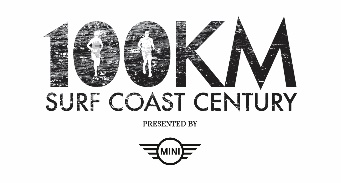 100KM
SURF COAST CENTURY
PRESENTED BY
MINI